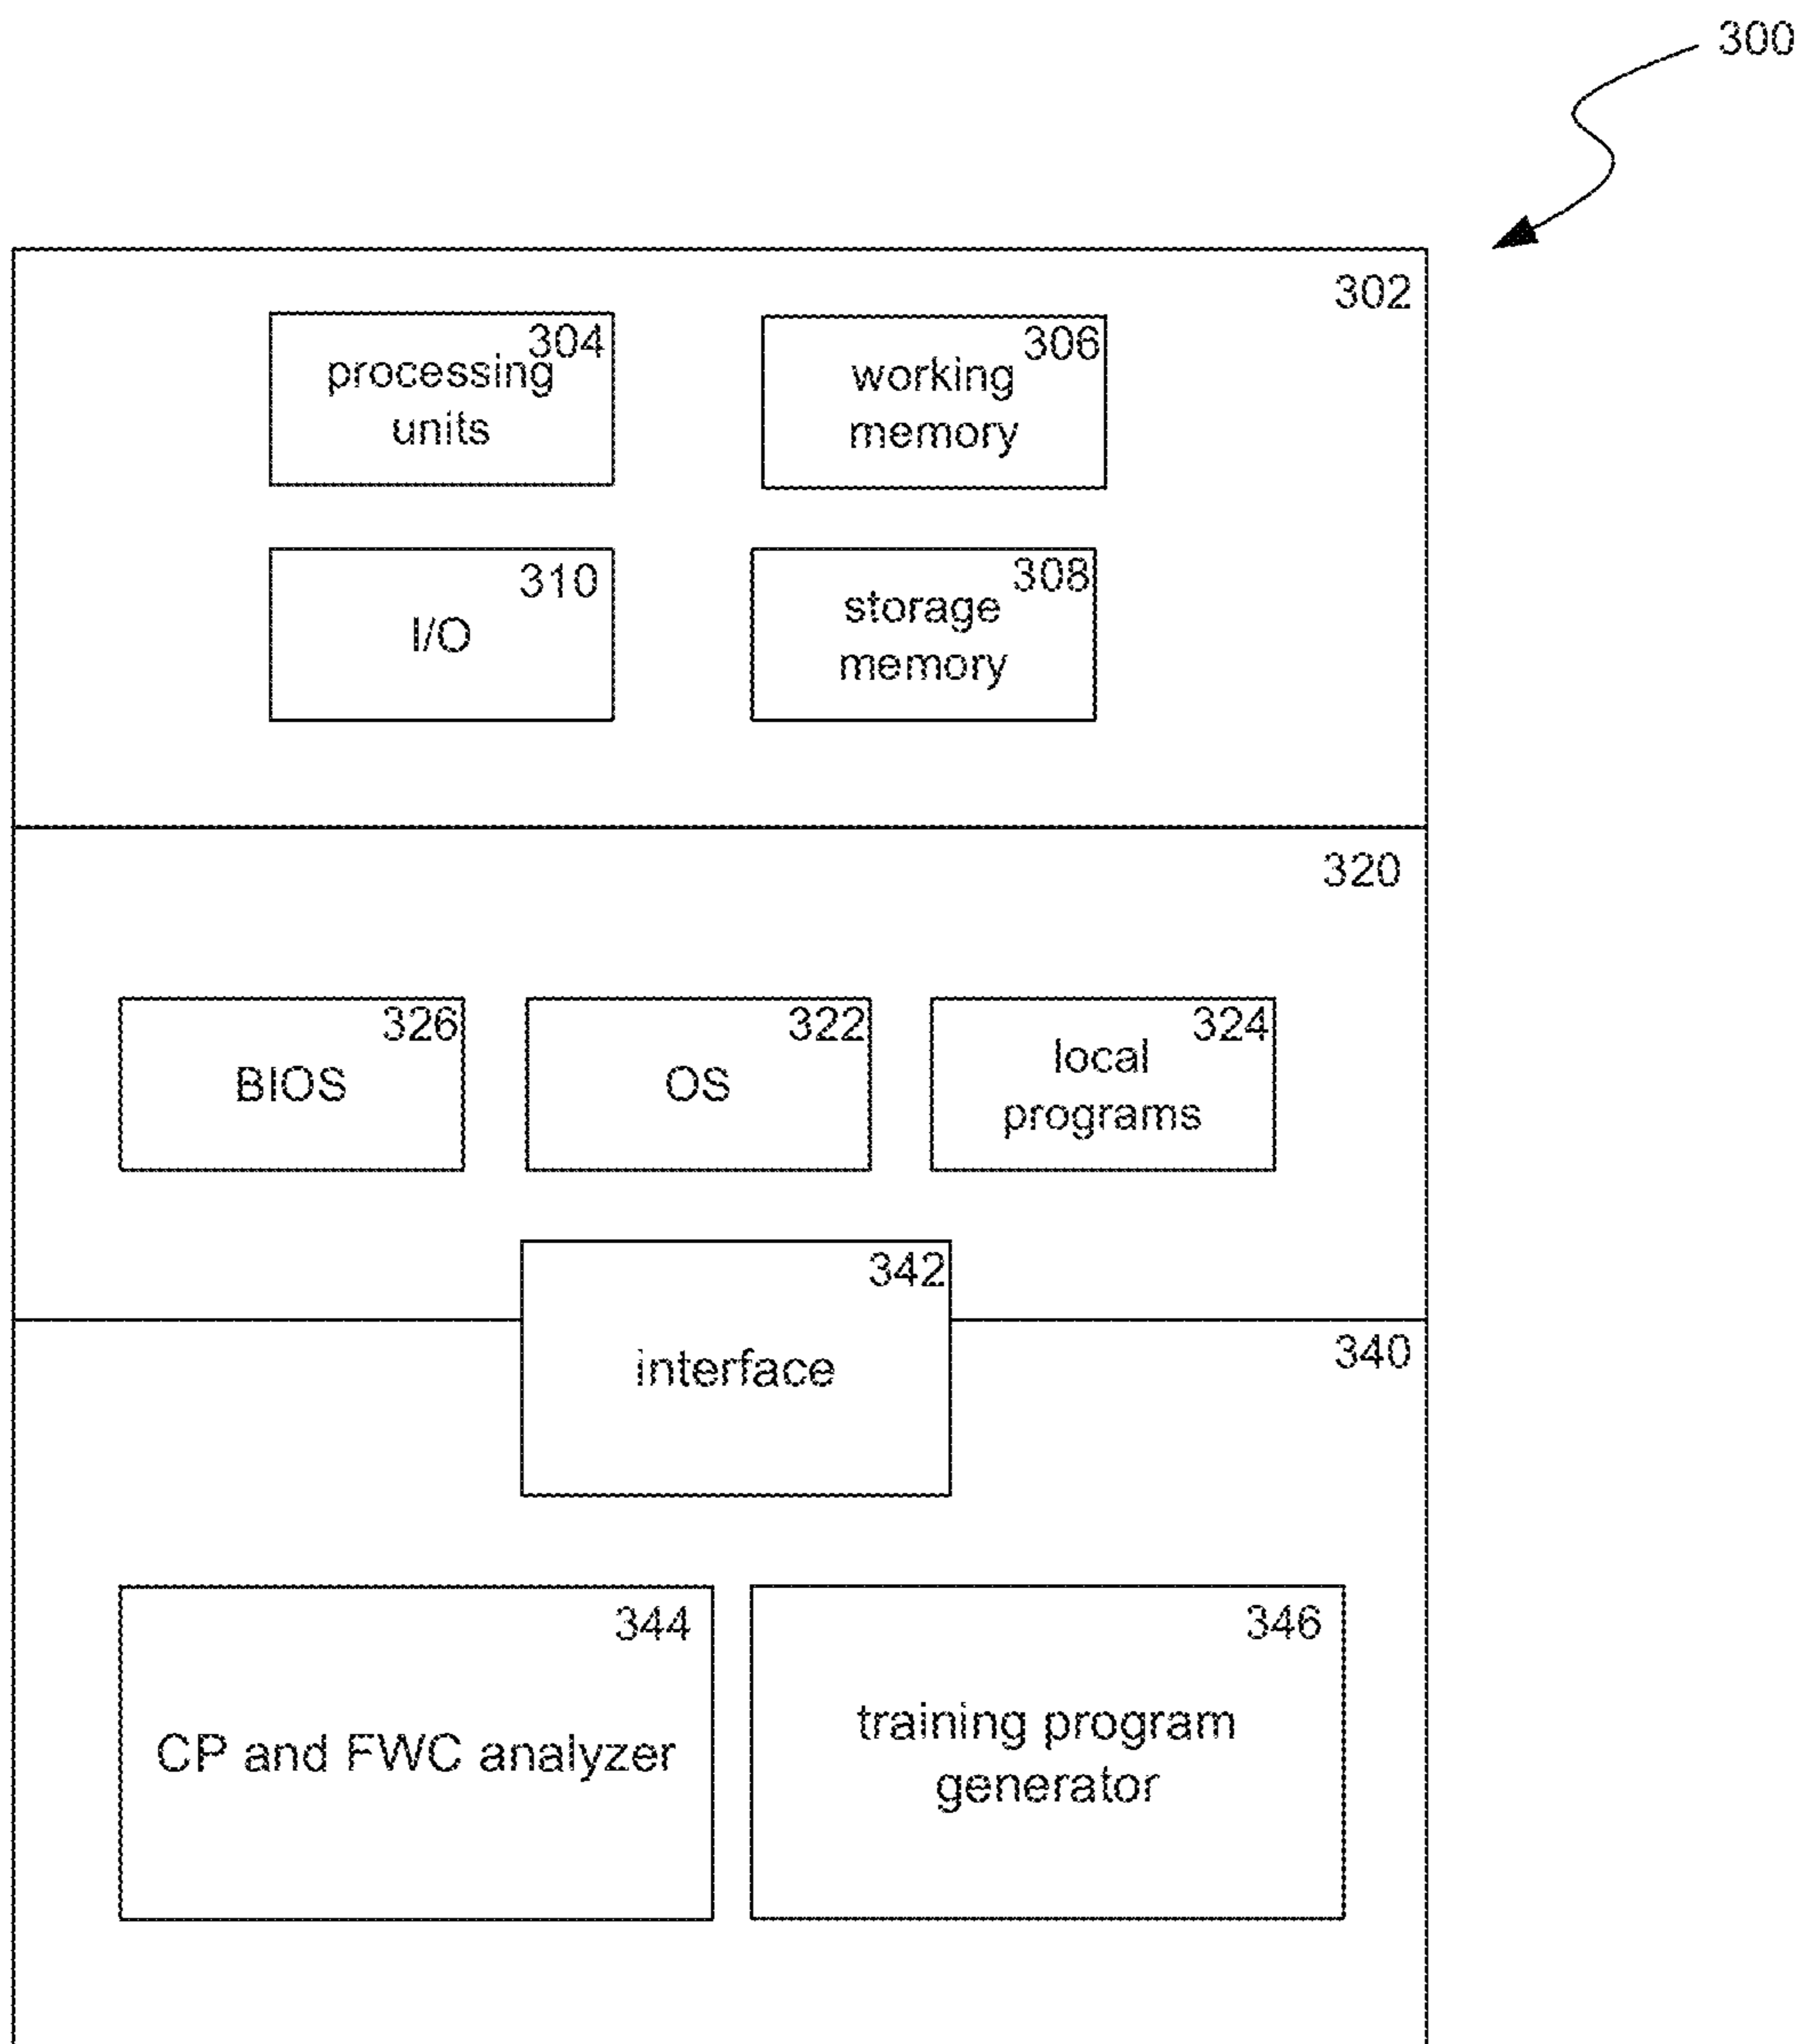 300
302
304
processing
units
306
working
memory
310
I/O
308
storage
memory
320
326
BIOS
322
OS
324
local
programs
342
interface
340
344
CP and FWC analyzer
346
training program
generator